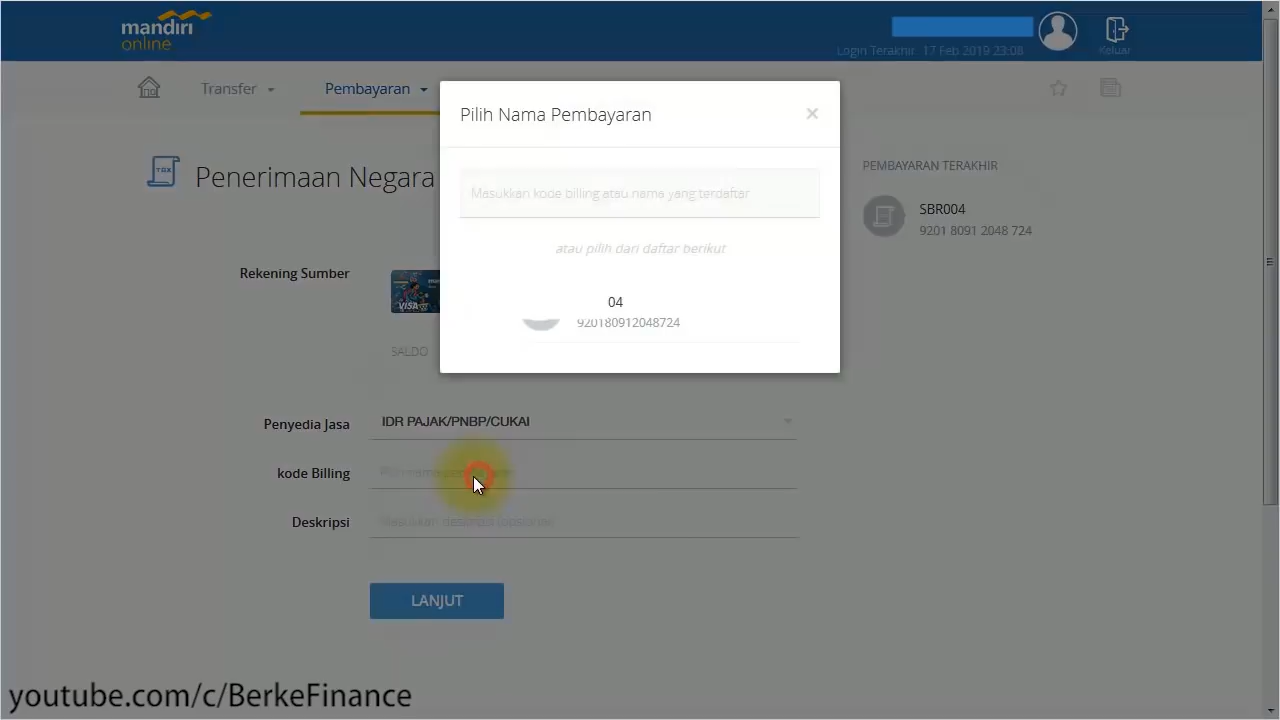 mandiri
online
Login Terakhir 17 Feb 2019 23:08
Keluar
Transfer
Pembayaran
Pilih Nama Pembayaran
×
Masukkan kode billing atau nama yang terdaftar
atau pilih dari daftar berikut
04
920180912048724
TAX
Penerimaan Negara
PEMBAYARAN TERAKHIR
SBR004
9201 8091 2048 724
Rekening Sumber
VISA
SALDO
Penyedia Jasa
IDR PAJAK/PNBP/CUKAI
kode Billing
Deskripsi
LANJUT
youtube.com/c/BerkeFinance